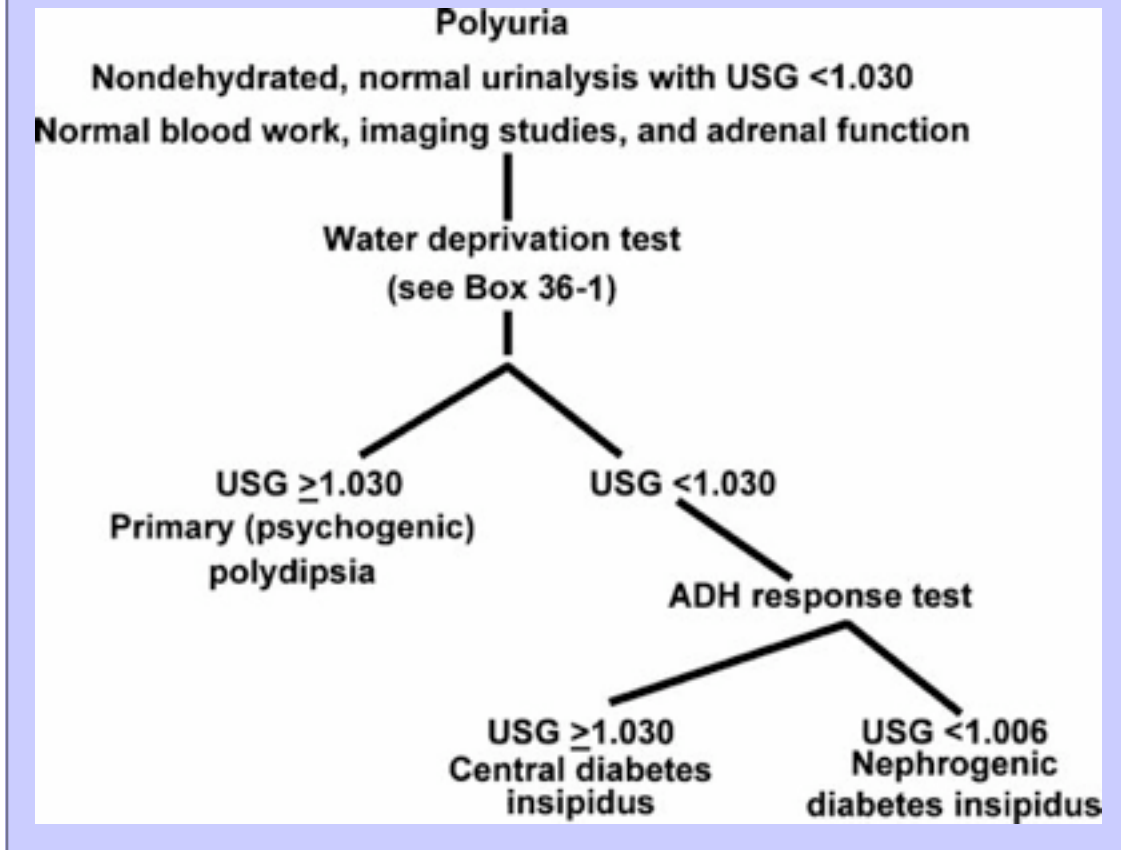 Polyuria
Nondehydrated, normal urinalysis with USG <1.030
Normal blood work, imaging studies, and adrenal function
Water deprivation test
(see Box 36-1)
USG ≥1.030
Primary (psychogenic)
polydipsia
USG <1.030
ADH response test
USG ≥1.030
Central diabetes
insipidus
USG <1.006
Nephrogenic
diabetes insipidus